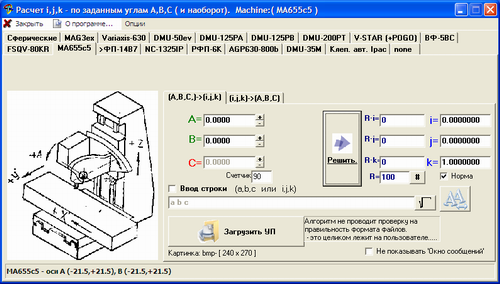 Расчет i,j,k - по заданным углам A,B,C ( и наоборот).  Machine:( MA655c5 )
Закрыть О программе... Опции
Сферические MAG3ex Variaxis-630 DMU-50ev DMU-125PA DMU-125PB DMU-200PT V-STAR (+POGO) ВФ-5ВС
FSQV-80KR MA655c5 >ФП-14В7 NC-1325IP РФП-6К AGP630-800b DMU-35M Клеп. авт. Ipac none
(A,B,C,)->(i,j,k) (i,j,k)->(A,B,C)
A= 0.0000
B= 0.0000
C= 0.0000
Счетчик 90
Решить.
R·i= 0 i= 0.0000000
R·j= 0 j= 0.0000000
R·k= 0 k= 1.0000000
R= 100 # Норма
Ввод строки (a,b,c или i,j,k)
a b c
Загрузить УП
Алгоритм не проводит проверку на
правильность формата файлов.
- это целиком лежит на пользователе.....
Картинка: bmp- [ 240 x 270 ]
Не показывать 'Окно сообщений'
-A +Z
MA655c5 - оси A (-21.5,+21.5), B (-21.5,+21.5)